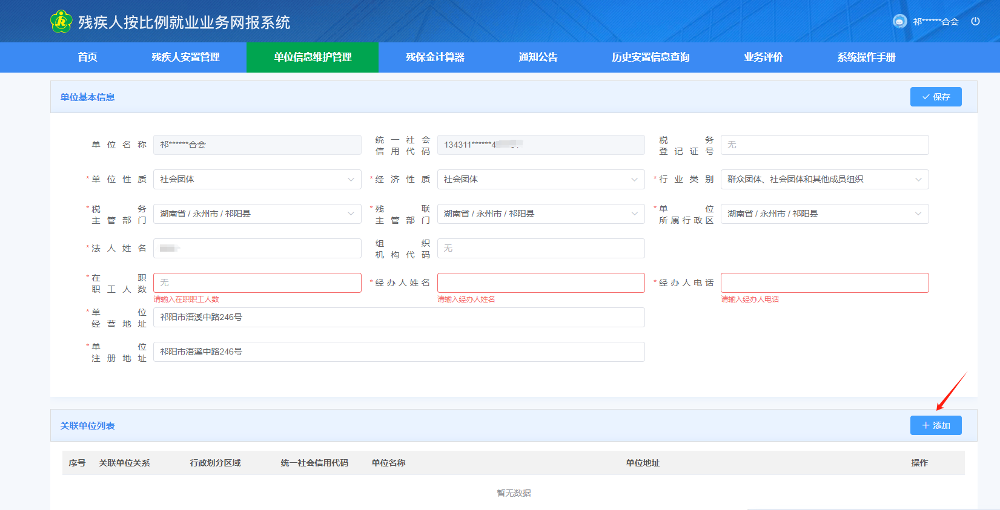 残疾人按比例就业业务网报系统
祁******合会
首页 残疾人安置管理 单位信息维护管理 残保金计算器 通知公告 历史安置信息查询 业务评价 系统操作手册
单位基本信息
保存
单位名称 祁******合会
统一社会信用代码 134311******4
税务登记证号 无
*单位性质 社会团体
*经济性质 社会团体
*行业类别 群众团体、社会团体和其他成员组织
*税务主管部门 湖南省 / 永州市 / 祁阳县
*残联主管部门 湖南省 / 永州市 / 祁阳县
*单位所属行政区 湖南省 / 永州市 / 祁阳县
*法人姓名
组织机构代码 无
*在职职工人数 无
请输入在职职工人数
*经办人姓名
请输入经办人姓名
*经办人电话
请输入经办人电话
*单位经营地址 祁阳市浯溪中路246号
*单位注册地址 祁阳市浯溪中路246号
关联单位列表
添加
序号 关联单位关系 行政划分区域 统一社会信用代码 单位名称 单位地址 操作
暂无数据